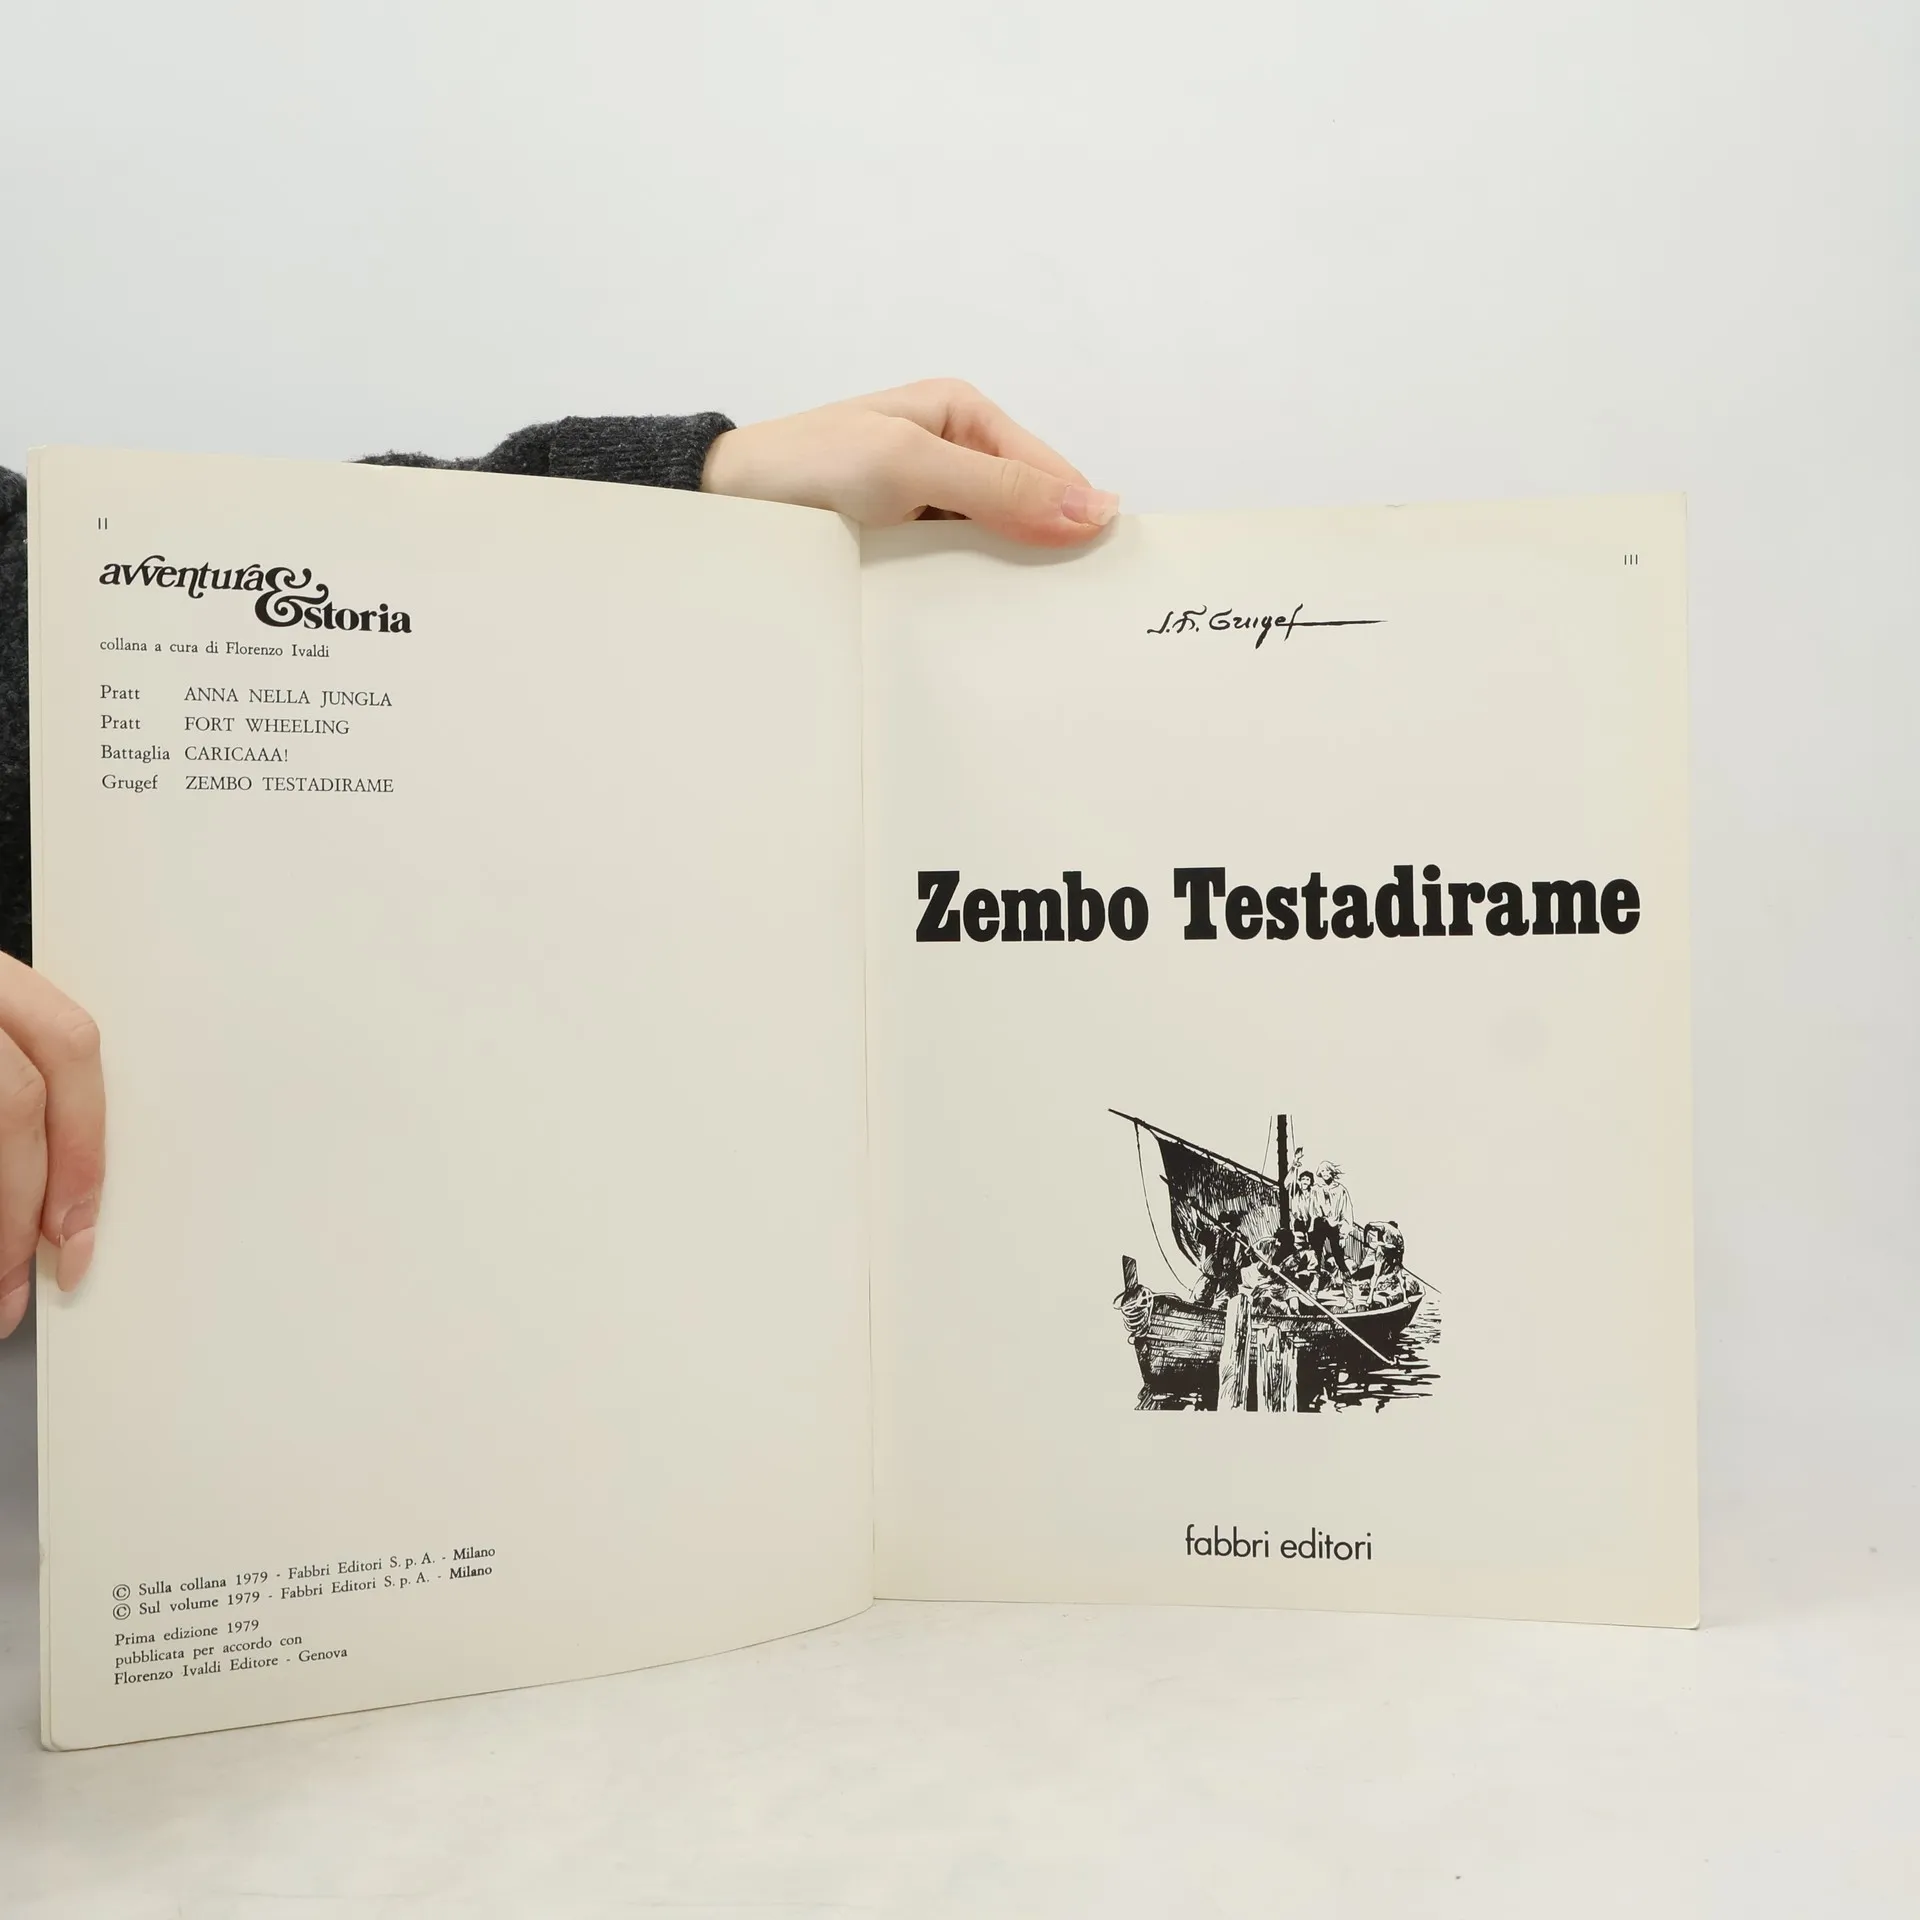 II
avventura&
storia
collana a cura di Florenzo Ivaldi
Pratt ANNA NELLA JUNGLA
Pratt FORT WHEELING
Battaglia CARICAAA!
Grugef ZEMBO TESTADIRAME
© Sulla collana 1979 - Fabbri Editori S. p. A. - Milano
© Sul volume 1979 - Fabbri Editori S. p. A. - Milano
Prima edizione 1979
pubblicata per accordo con
Florenzo Ivaldi Editore - Genova
III
J.H. Grugef
Zembo Testadirame
fabbri editori